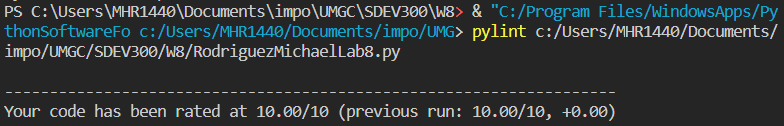 PS C:\Users\MHR1440\Documents\impo\UMGC\SDEV300\W8> & "C:/Program Files/WindowsApps/Py
thonSoftwareFo c:/Users/MHR1440/Documents/impo/UMG> pylint c:/Users/MHR1440/Documents/
impo/UMGC/SDEV300/W8/RodriguezMichaelLab8.py
--------------------------------------------------------------------
Your code has been rated at 10.00/10 (previous run: 10.00/10, +0.00)